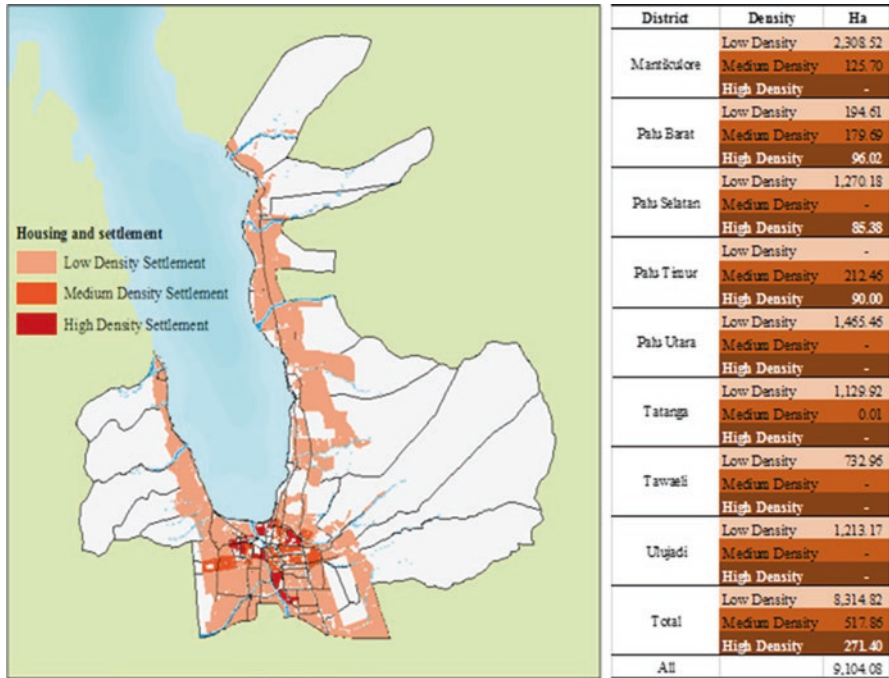 Housing and settlement
Low Density Settlement
Medium Density Settlement
High Density Settlement
District Density Ha
Mantikulore
Low Density 2,308.52
Medium Density 125.70
High Density -
Palu Barat
Low Density 194.61
Medium Density 179.69
High Density 96.02
Palu Selatan
Low Density 1,270.18
Medium Density -
High Density 85.38
Palu Timur
Low Density -
Medium Density 212.46
High Density 90.00
Palu Utara
Low Density 1,465.46
Medium Density -
High Density -
Tatanga
Low Density 1,129.92
Medium Density 0.01
High Density -
Tawaeli
Low Density 732.96
Medium Density -
High Density -
Ulujadi
Low Density 1,213.17
Medium Density -
High Density -
Total
Low Density 8,314.82
Medium Density 517.86
High Density 271.40
All 9,104.08